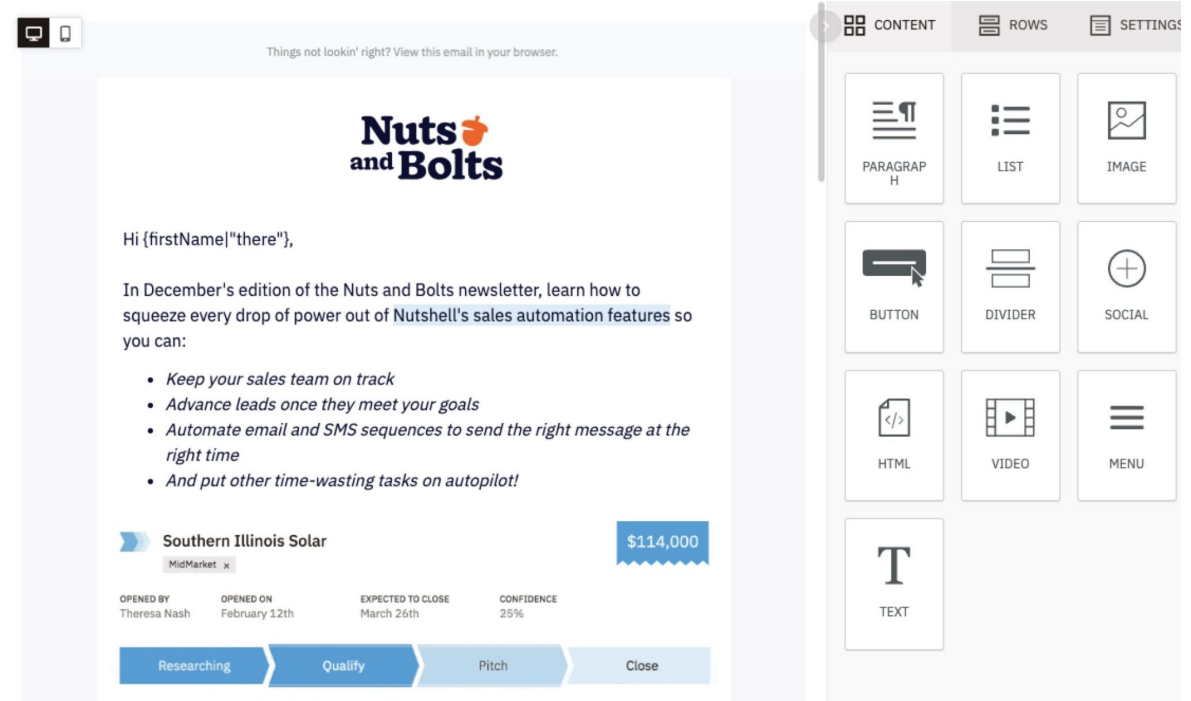 CONTENT
ROWS
SETTINGS
Things not lookin' right? View this email in your browser.
Nuts
and Bolts
Hi {firstName|"there"},
In December's edition of the Nuts and Bolts newsletter, learn how to
squeeze every drop of power out of Nutshell's sales automation features so
you can:
• Keep your sales team on track
• Advance leads once they meet your goals
• Automate email and SMS sequences to send the right message at the
right time
• And put other time-wasting tasks on autopilot!
Southern Illinois Solar
$114,000
MidMarket x
OPENED BY OPENED ON EXPECTED TO CLOSE CONFIDENCE
Theresa Nash February 12th March 26th 25%
Researching Qualify Pitch Close
PARAGRAP
H
LIST
IMAGE
BUTTON
DIVIDER
SOCIAL
HTML
VIDEO
MENU
T
TEXT